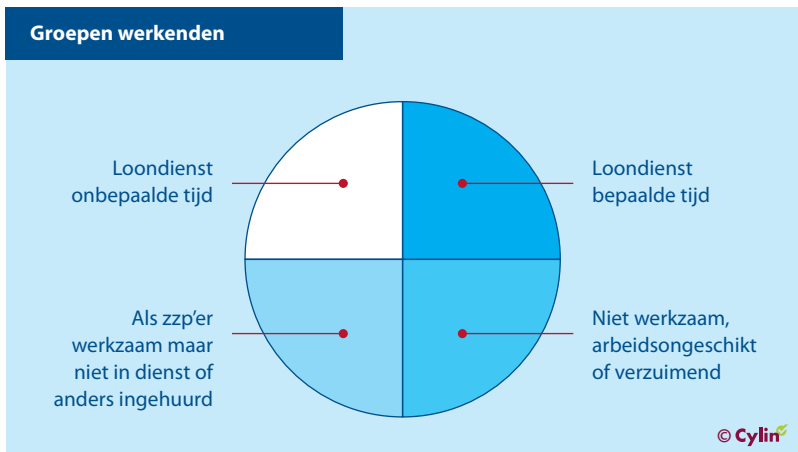 Groepen werkenden
Loondienst
onbepaalde tijd
Loondienst
bepaalde tijd
Als zzp'er
werkzaam maar
niet in dienst of
anders ingehuurd
Niet werkzaam,
arbeidsongeschikt
of verzuimend
© Cylin